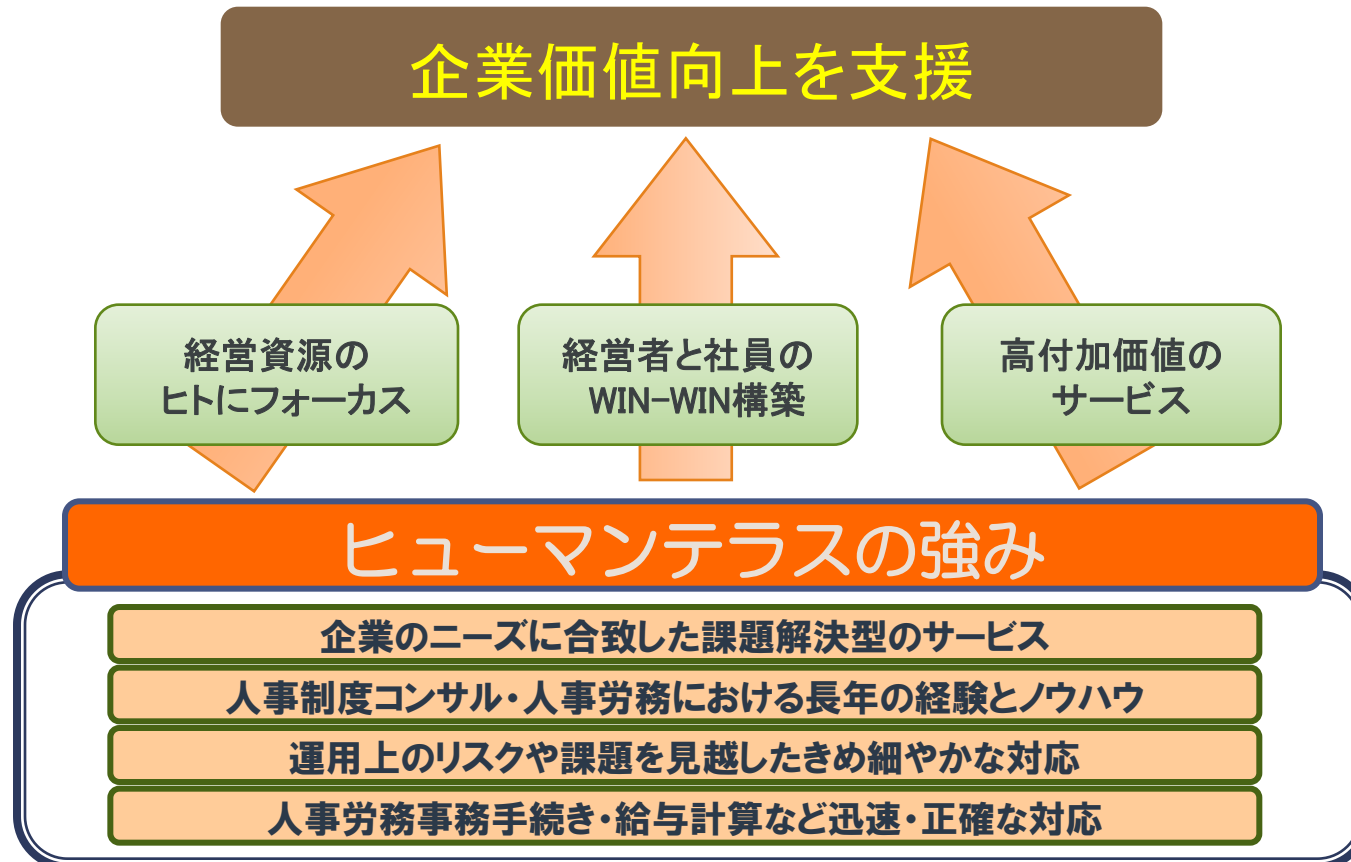 企業価値向上を支援
経営資源の
ヒトにフォーカス
経営者と社員の
WIN-WIN構築
高付加価値の
サービス
ヒューマンテラスの強み
企業のニーズに合致した課題解決型のサービス
人事制度コンサル・人事労務における長年の経験とノウハウ
運用上のリスクや課題を見越したきめ細やかな対応
人事労務事務手続き・給与計算など迅速・正確な対応